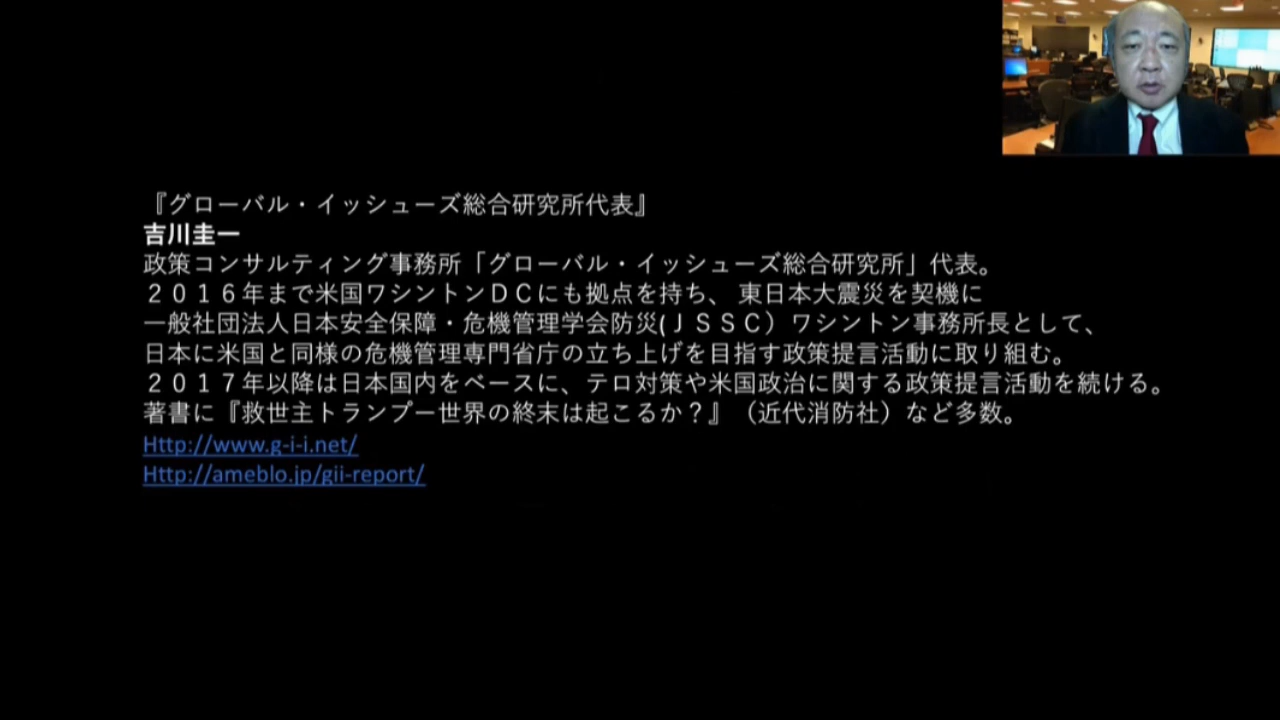 『グローバル・イッシューズ総合研究所代表』
吉川圭一
政策コンサルティング事務所「グローバル・イッシューズ総合研究所」代表。
２０１６年まで米国ワシントンＤＣにも拠点を持ち、 東日本大震災を契機に
一般社団法人日本安全保障・危機管理学会防災(ＪＳＳＣ）ワシントン事務所長として、
日本に米国と同様の危機管理専門省庁の立ち上げを目指す政策提言活動に取り組む。
２０１７年以降は日本国内をベースに、テロ対策や米国政治に関する政策提言活動を続ける。
著書に『救世主トランプー世界の終末は起こるか？』（近代消防社）など多数。
Http://www.g-i-i.net/
Http://ameblo.jp/gii-report/